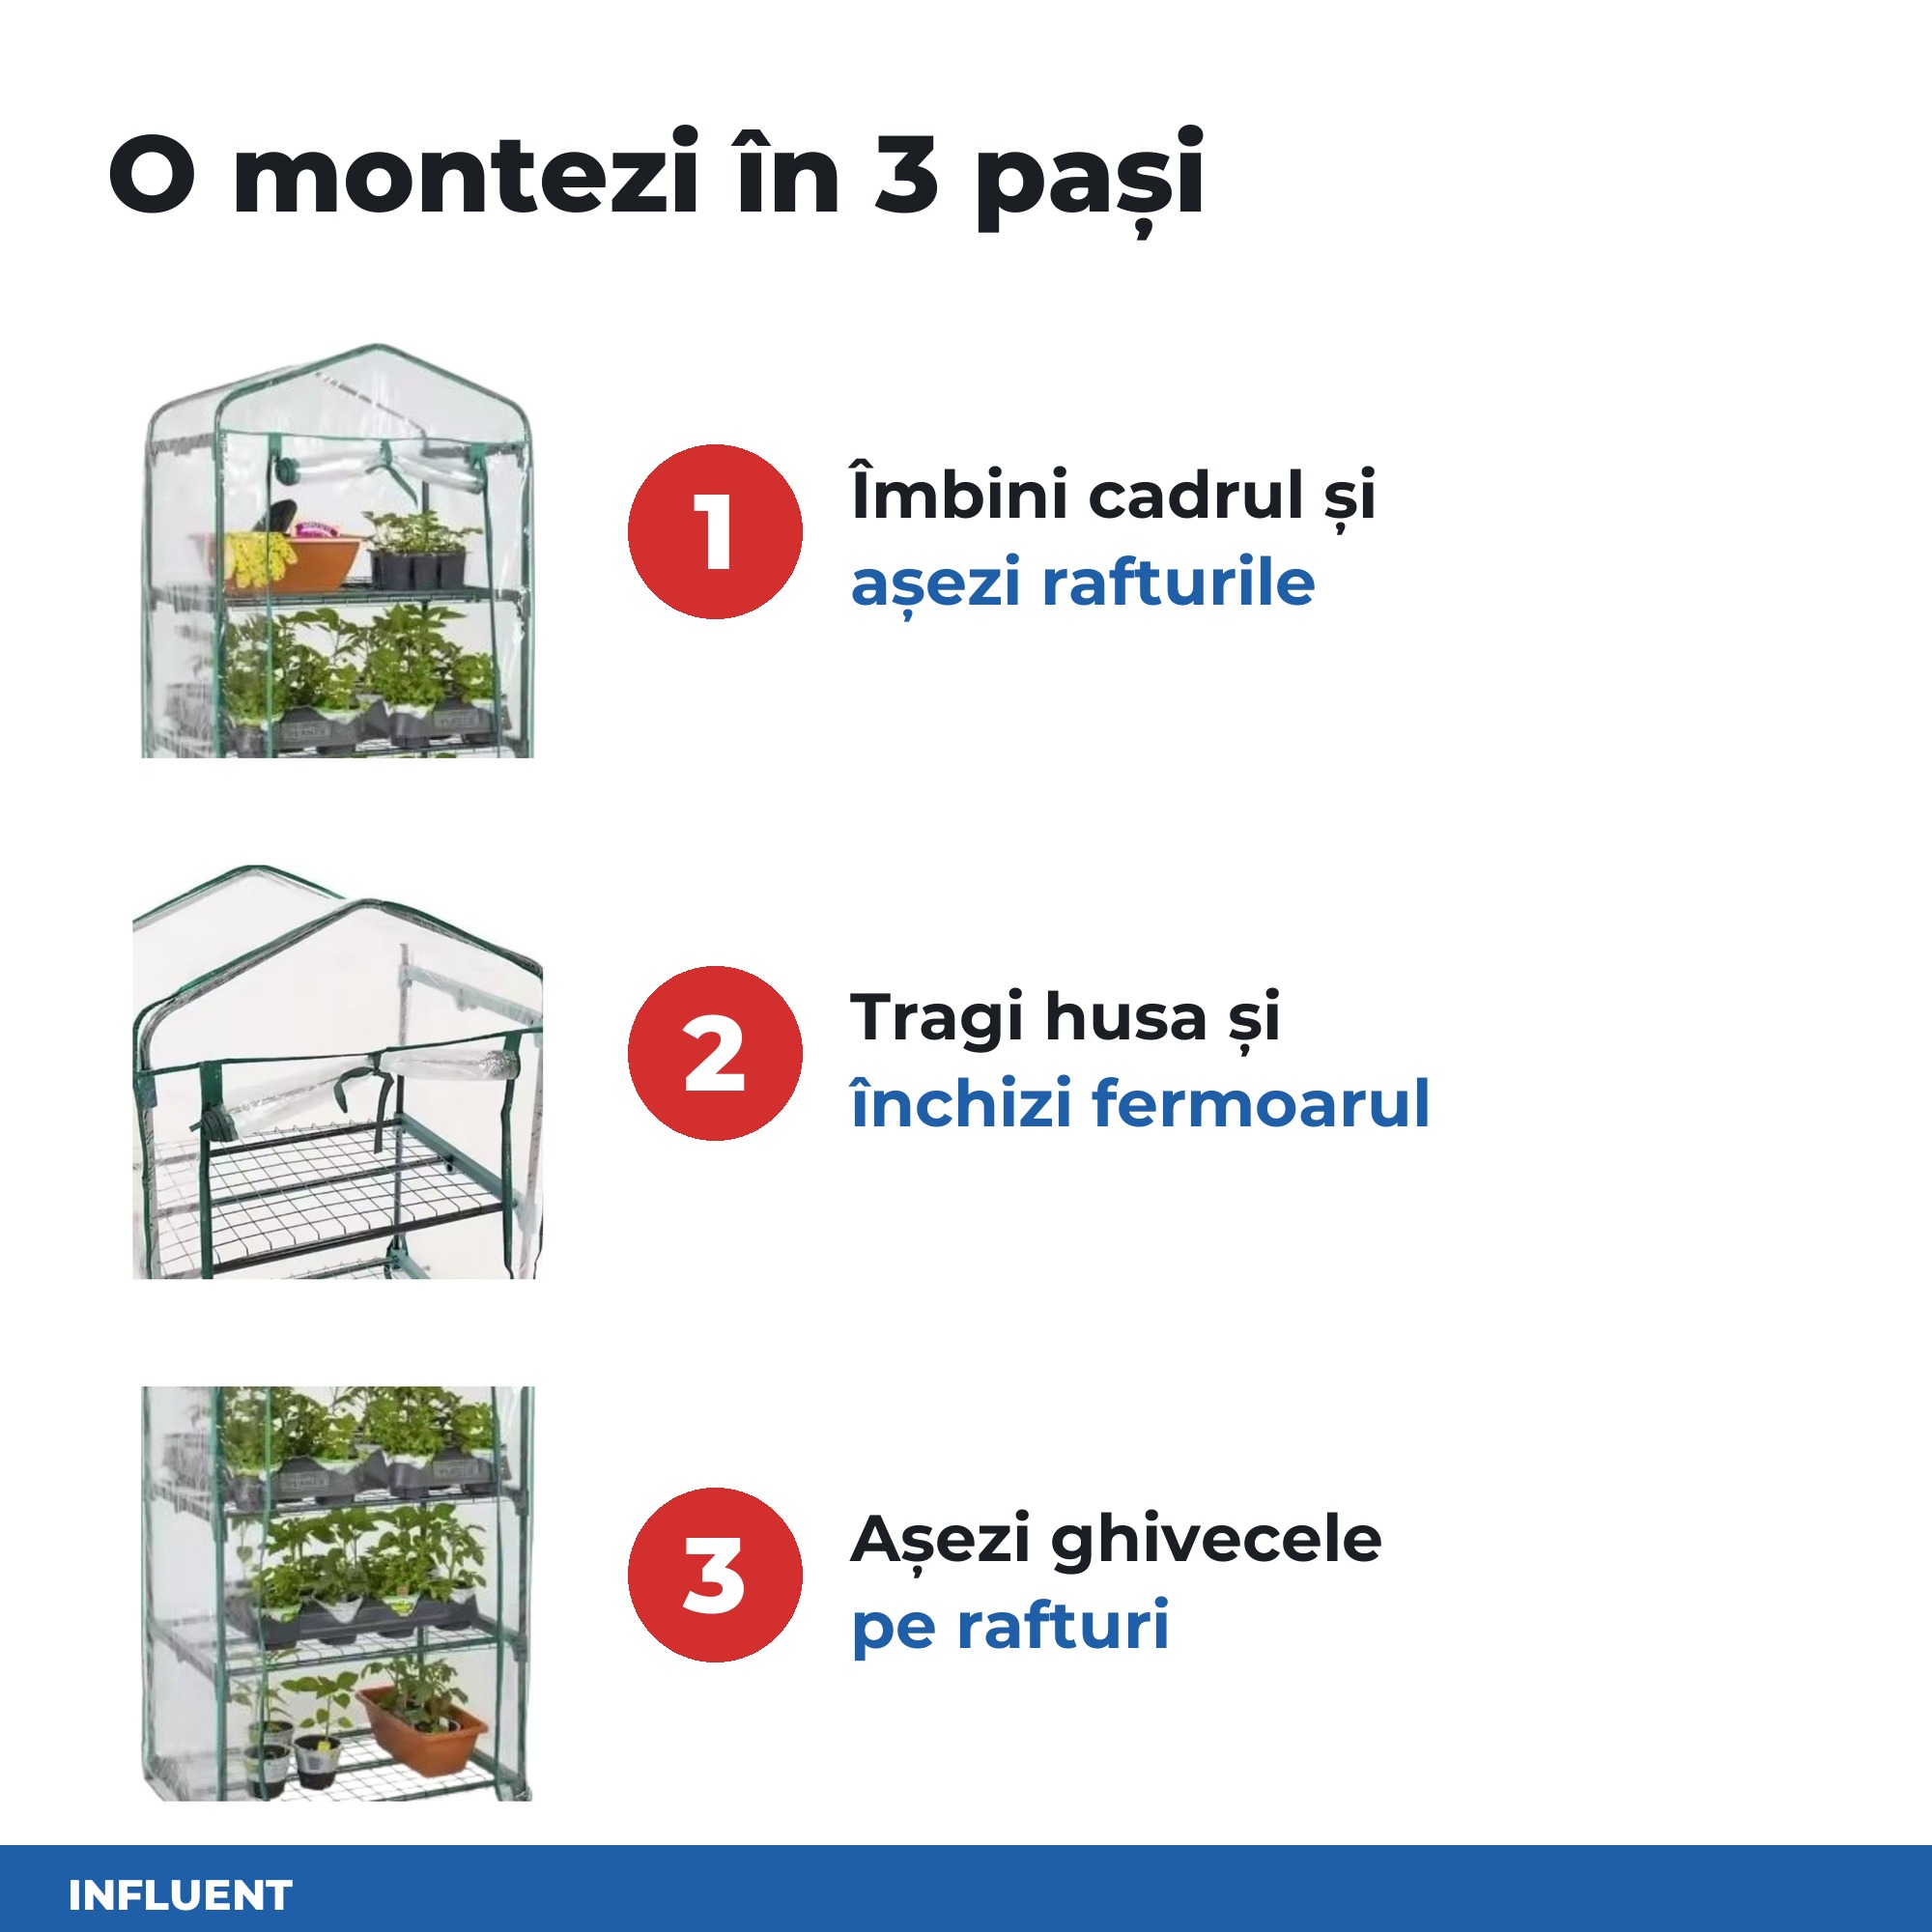 O montezi în 3 pași
1
Îmbini cadrul și
așezi rafturile
2
Tragi husa și
închizi fermoarul
3
Așezi ghivecele
pe rafturi
INFLUENT